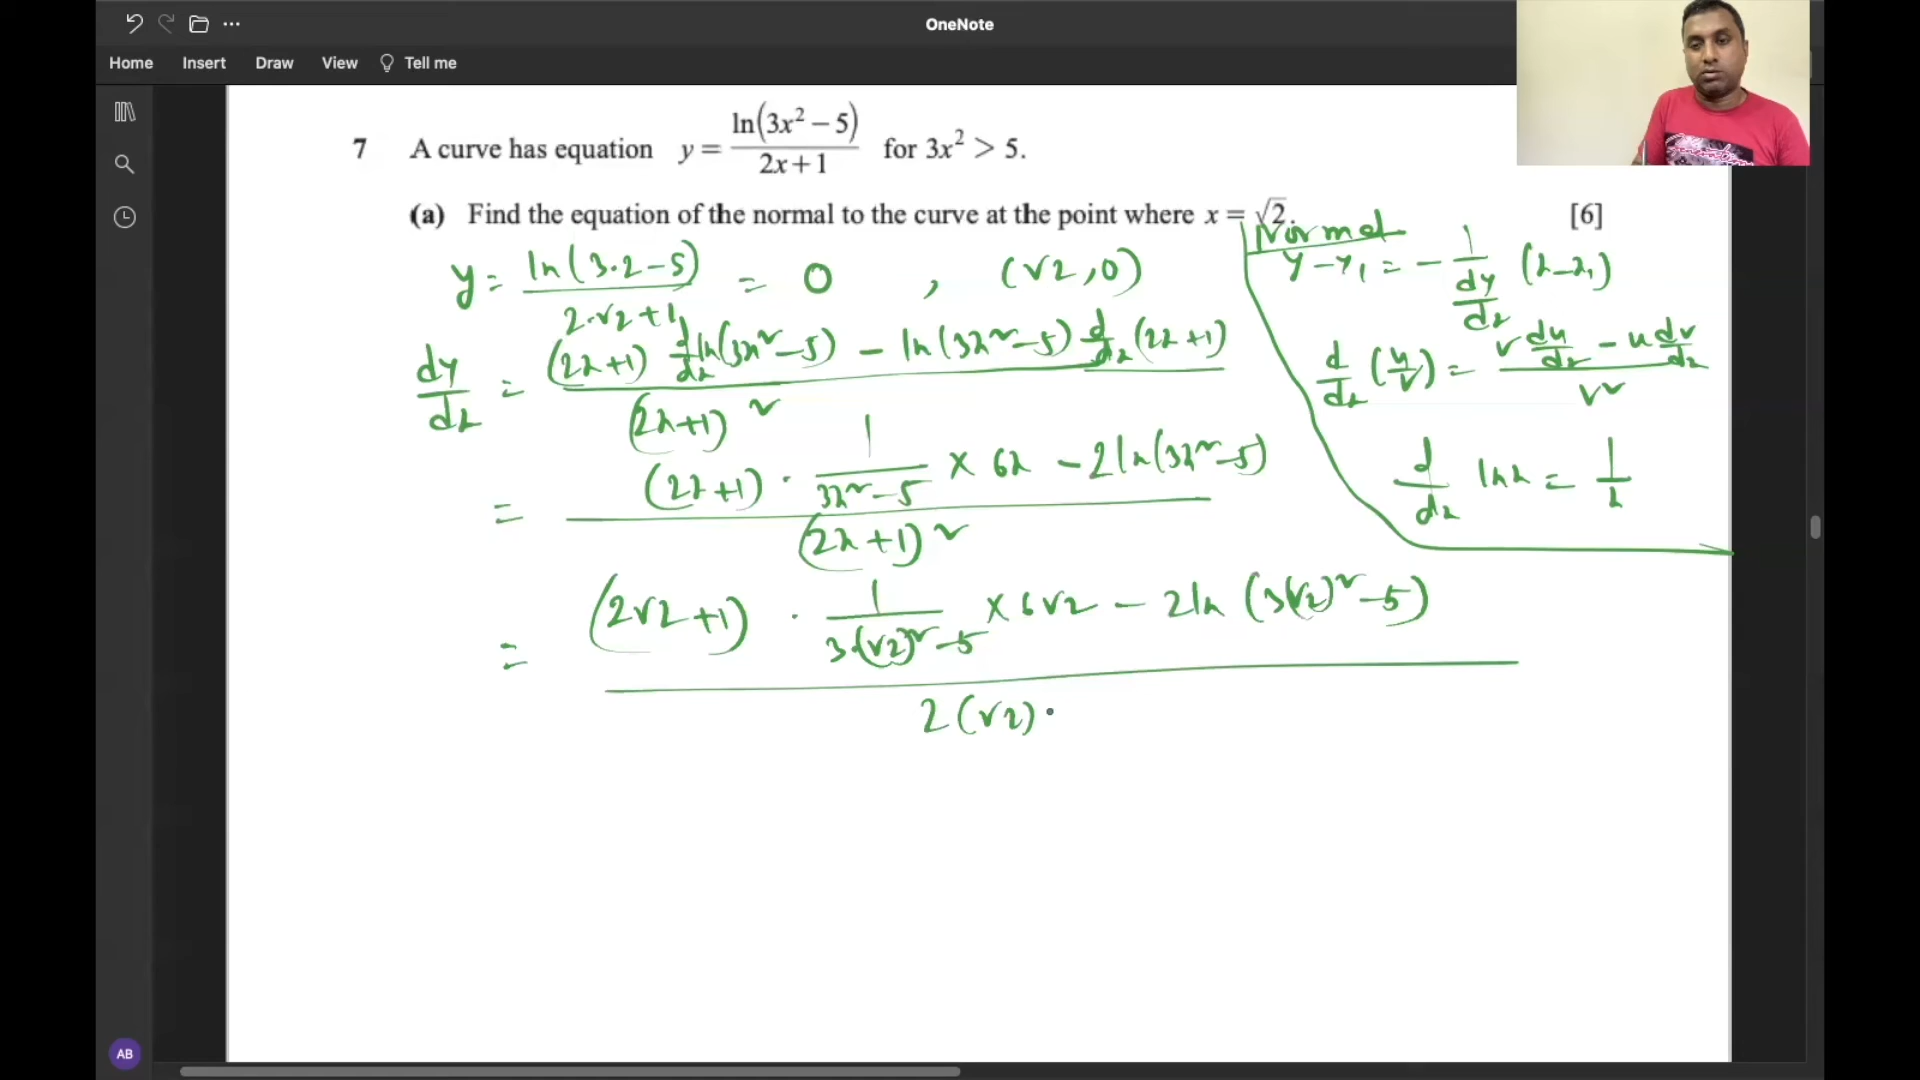 OneNote
Home Insert Draw View Tell me
7 A curve has equation y = ln(3x² − 5) / (2x + 1) for 3x² > 5.
(a) Find the equation of the normal to the curve at the point where x = √2. [6]
y = ln(3·2−5) / (2·√2+1) = 0 , (√2, 0)
dy/dx = ((2x+1) d/dx ln(3x²−5) − ln(3x²−5) d/dx (2x+1)) / (2x+1)²
= ((2x+1) · 1/(3x²−5) × 6x − 2ln(3x²−5)) / (2x+1)²
= ((2√2+1) · 1/(3(√2)²−5) × 6√2 − 2ln(3(√2)²−5)) / 2(√2)
Normal
y−y₁ = − 1/(dy/dx) (x−x₁)
d/dx (u/v) = (v du/dx − u dv/dx) / v²
d/dx lnx = 1/x
AB